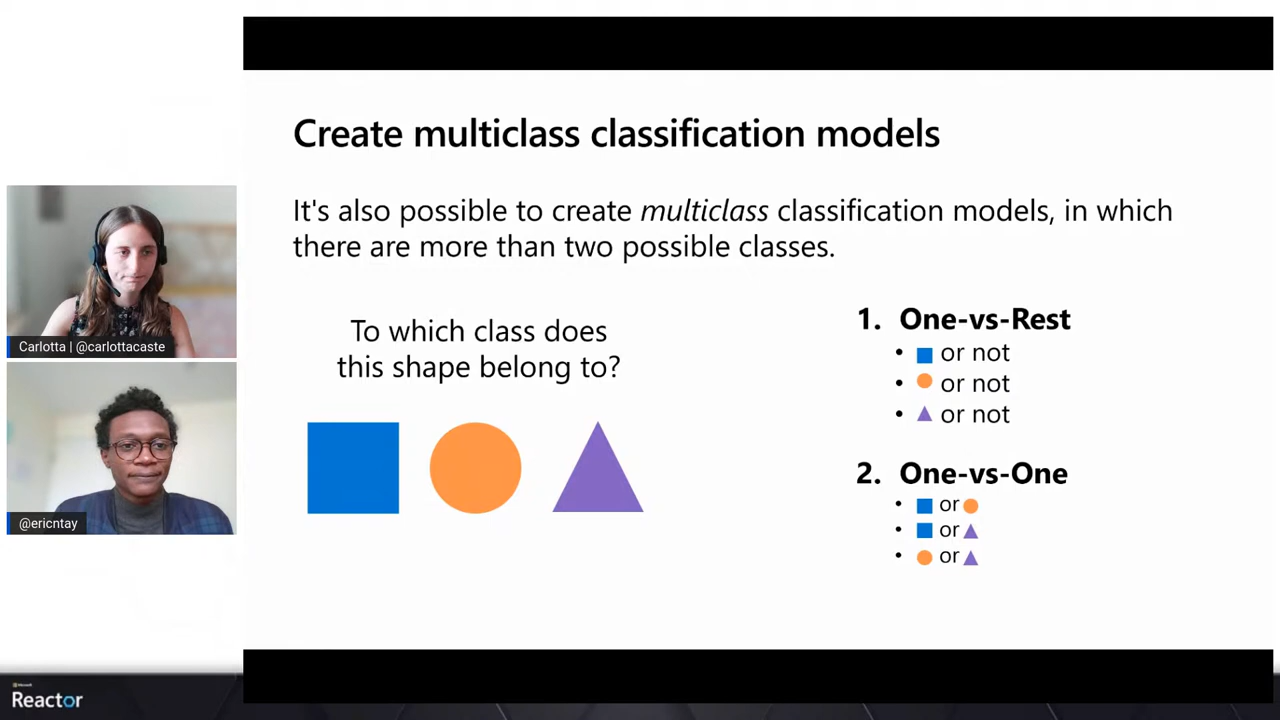 Create multiclass classification models
It's also possible to create multiclass classification models, in which
there are more than two possible classes.
To which class does
this shape belong to?
1. One-vs-Rest
• or not
• or not
• or not
2. One-vs-One
• or
• or
• or
Carlotta | @carlottacaste
@ericntay
Microsoft
Reactor